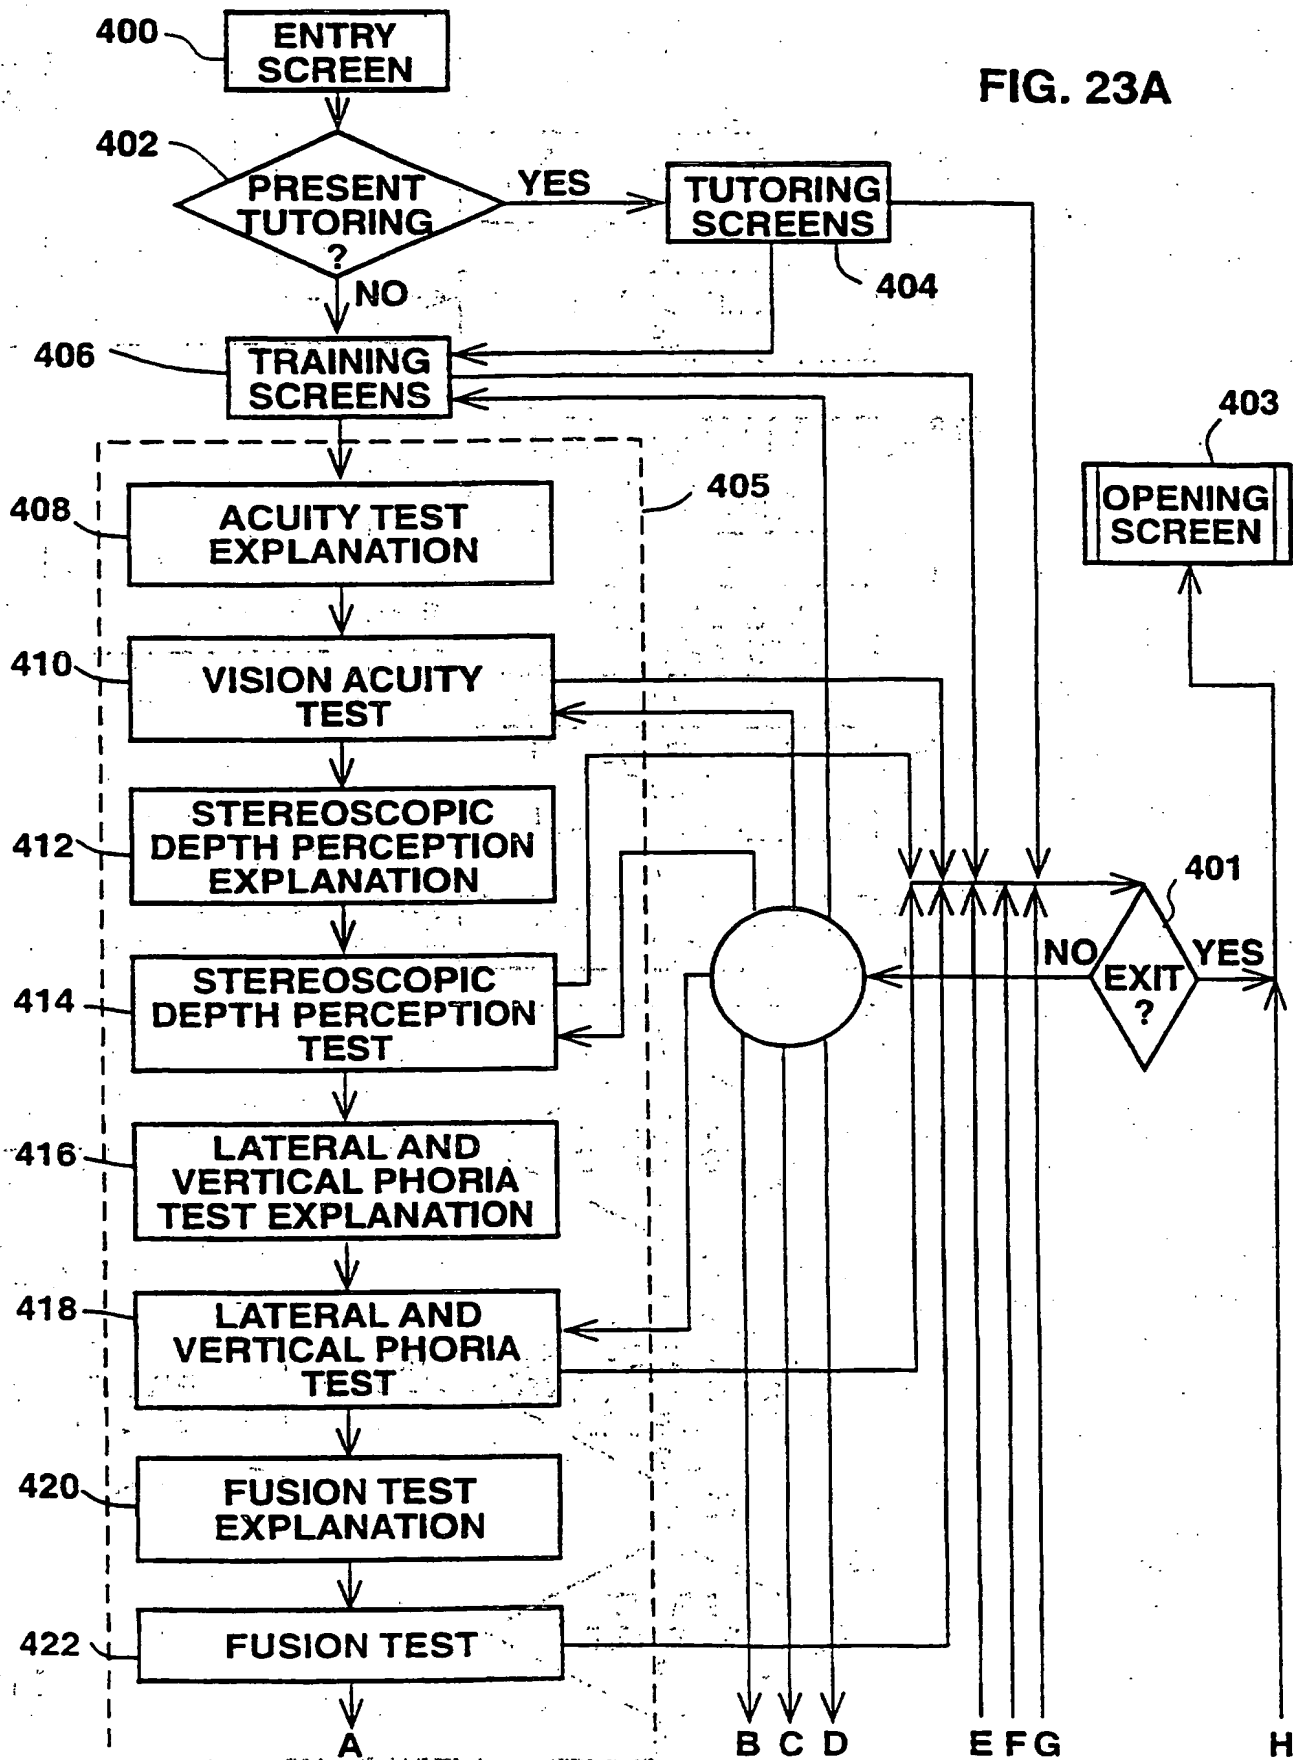 400
ENTRY
SCREEN
FIG. 23A
402
PRESENT
TUTORING
?
YES
TUTORING
SCREENS
404
NO
406
TRAINING
SCREENS
403
OPENING
SCREEN
405
408
ACUITY TEST
EXPLANATION
410
VISION ACUITY
TEST
412
STEREOSCOPIC
DEPTH PERCEPTION
EXPLANATION
401
NO
YES
EXIT
?
414
STEREOSCOPIC
DEPTH PERCEPTION
TEST
416
LATERAL AND
VERTICAL PHORIA
TEST EXPLANATION
418
LATERAL AND
VERTICAL PHORIA
TEST
420
FUSION TEST
EXPLANATION
422
FUSION TEST
A
B C D
E F G
H